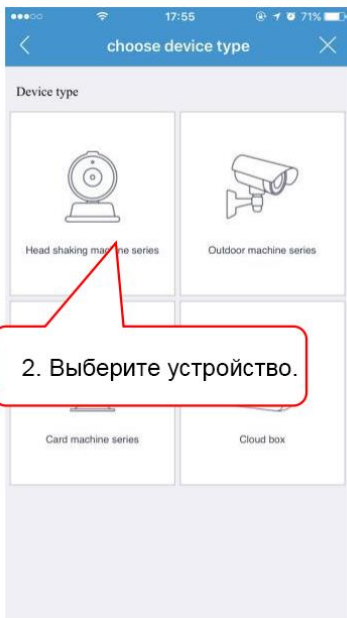 17:55
71%
choose device type
Device type
Head shaking machine series
Outdoor machine series
2. Выберите устройство.
Card machine series
Cloud box